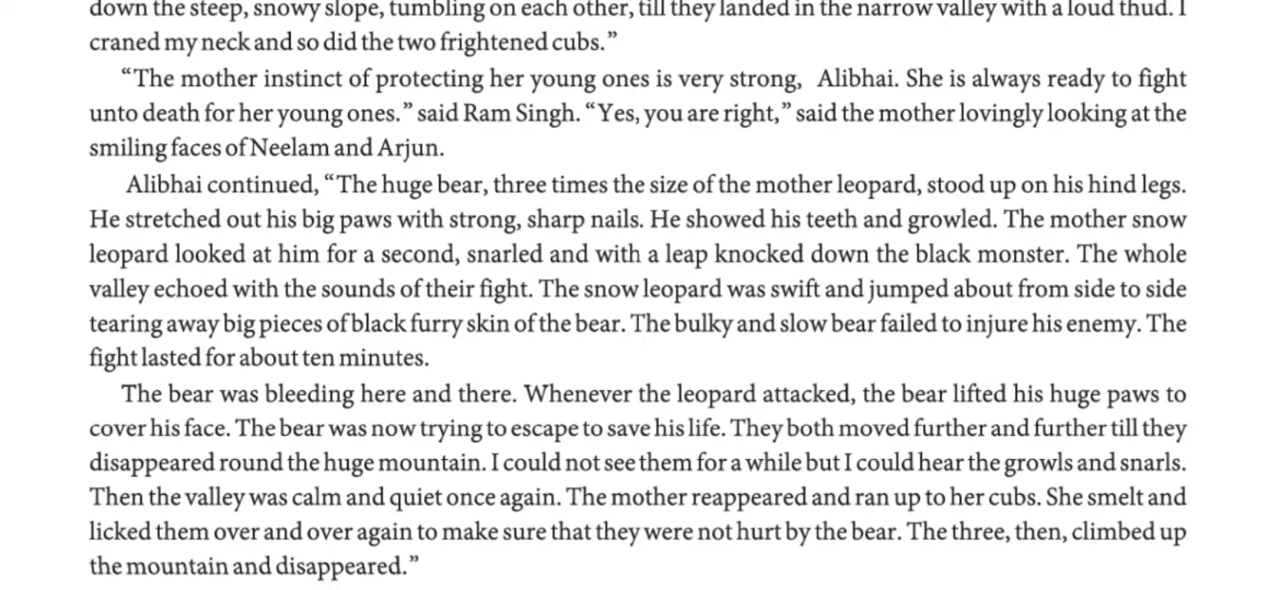 down the steep, snowy slope, tumbling on each other, till they landed in the narrow valley with a loud thud. I
craned my neck and so did the two frightened cubs.”
“The mother instinct of protecting her young ones is very strong, Alibhai. She is always ready to fight
unto death for her young ones.” said Ram Singh. “Yes, you are right,” said the mother lovingly looking at the
smiling faces of Neelam and Arjun.
Alibhai continued, “The huge bear, three times the size of the mother leopard, stood up on his hind legs.
He stretched out his big paws with strong, sharp nails. He showed his teeth and growled. The mother snow
leopard looked at him for a second, snarled and with a leap knocked down the black monster. The whole
valley echoed with the sounds of their fight. The snow leopard was swift and jumped about from side to side
tearing away big pieces of black furry skin of the bear. The bulky and slow bear failed to injure his enemy. The
fight lasted for about ten minutes.
The bear was bleeding here and there. Whenever the leopard attacked, the bear lifted his huge paws to
cover his face. The bear was now trying to escape to save his life. They both moved further and further till they
disappeared round the huge mountain. I could not see them for a while but I could hear the growls and snarls.
Then the valley was calm and quiet once again. The mother reappeared and ran up to her cubs. She smelt and
licked them over and over again to make sure that they were not hurt by the bear. The three, then, climbed up
the mountain and disappeared.”